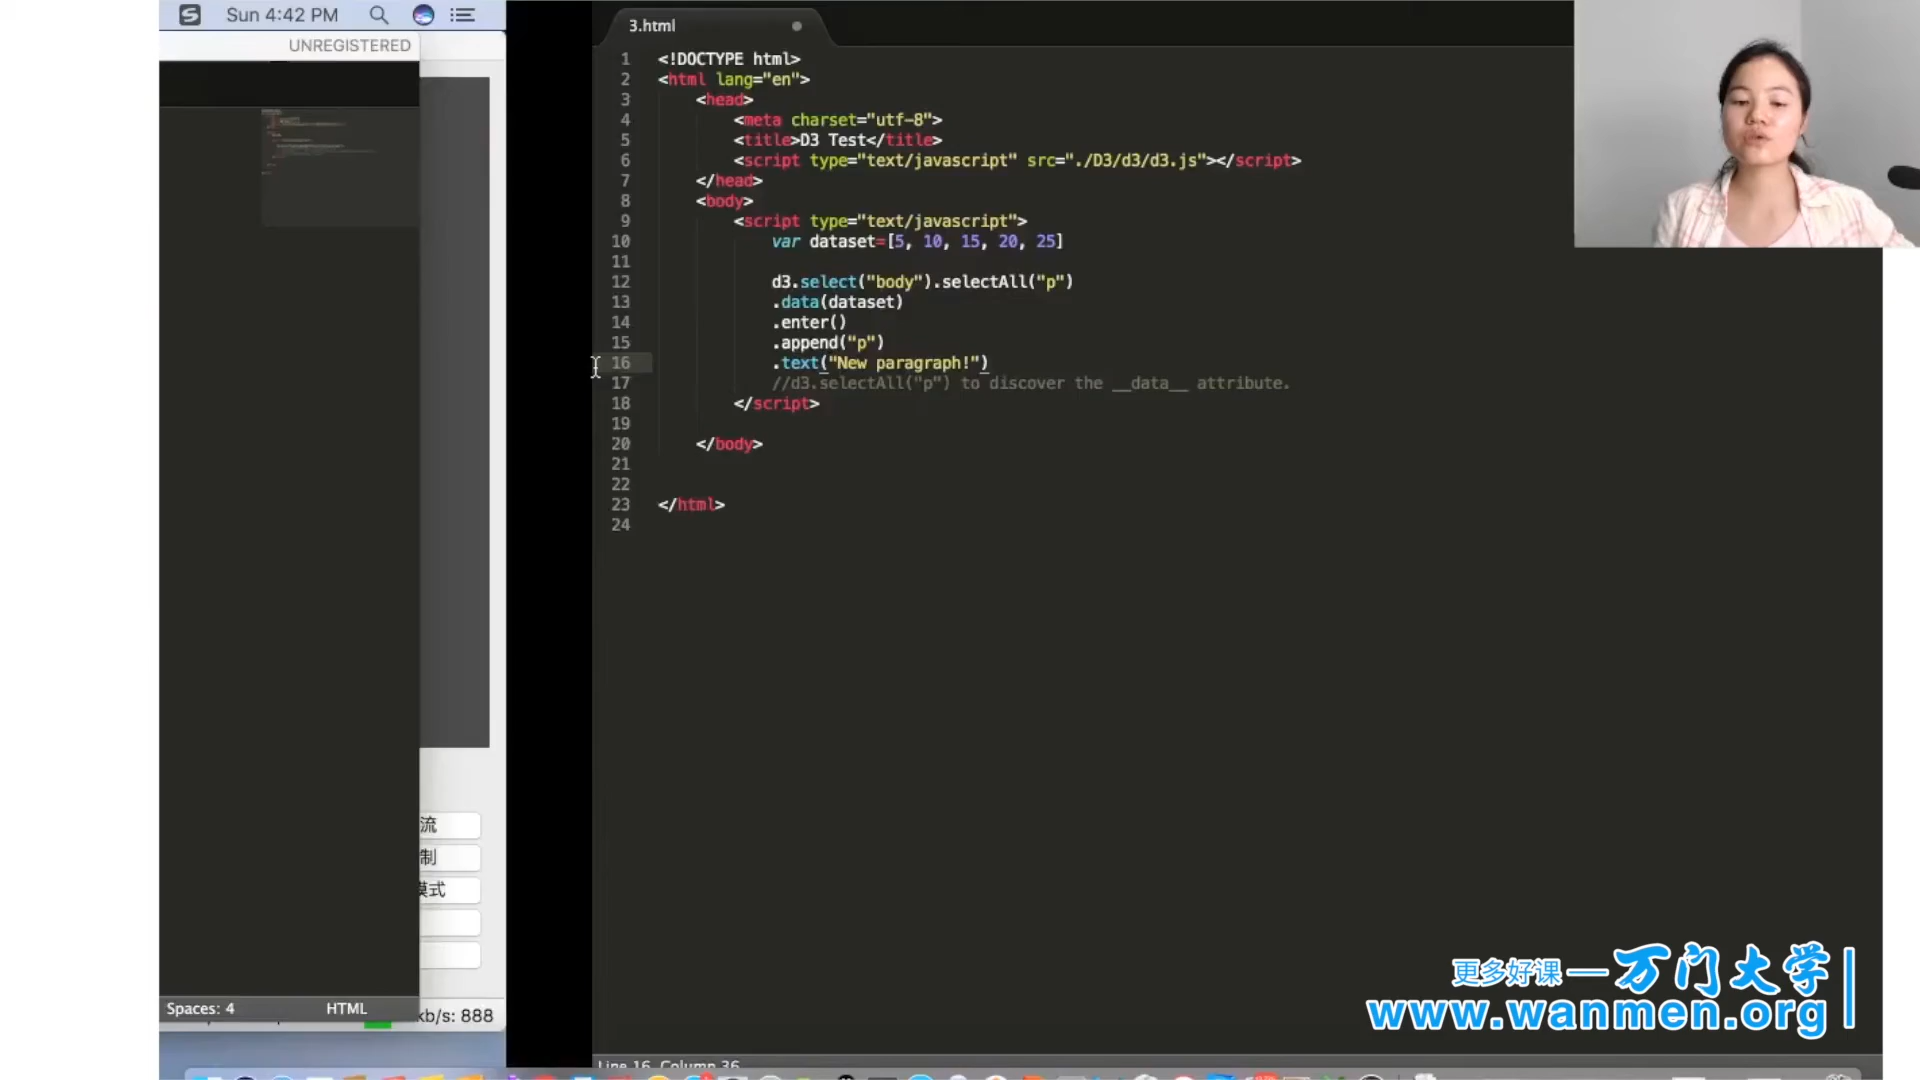 Sun 4:42 PM
UNREGISTERED
流
制
模式
Spaces: 4
HTML
kb/s: 888
3.html
1 <!DOCTYPE html>
2 <html lang="en">
3 <head>
4 <meta charset="utf-8">
5 <title>D3 Test</title>
6 <script type="text/javascript" src="./D3/d3/d3.js"></script>
7 </head>
8 <body>
9 <script type="text/javascript">
10 var dataset=[5, 10, 15, 20, 25]
11
12 d3.select("body").selectAll("p")
13 .data(dataset)
14 .enter()
15 .append("p")
16 .text("New paragraph!")
17 //d3.selectAll("p") to discover the __data__ attribute.
18 </script>
19
20 </body>
21
22
23 </html>
24
Line 16, Column 36
更多好课—万门大学
www.wanmen.org